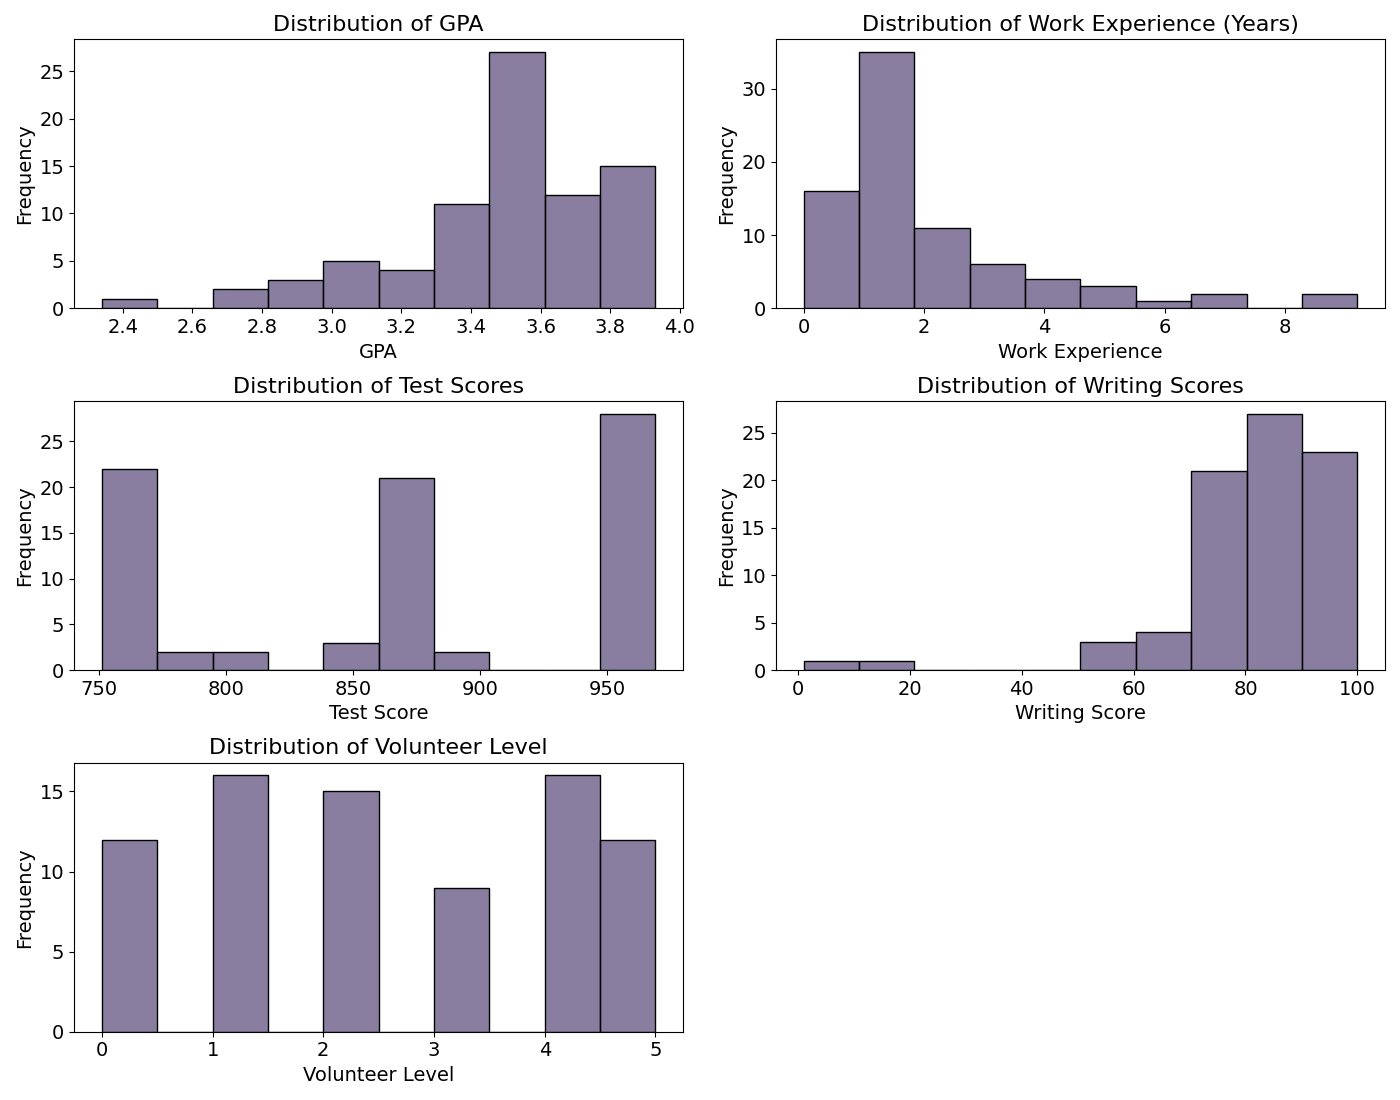 Distribution of GPA
Frequency
25
20
15
10
5
0
2.4 2.6 2.8 3.0 3.2 3.4 3.6 3.8 4.0
GPA
Distribution of Work Experience (Years)
Frequency
30
20
10
0
0 2 4 6 8
Work Experience
Distribution of Test Scores
Frequency
25
20
15
10
5
0
750 800 850 900 950
Test Score
Distribution of Writing Scores
Frequency
25
20
15
10
5
0
0 20 40 60 80 100
Writing Score
Distribution of Volunteer Level
Frequency
15
10
5
0
0 1 2 3 4 5
Volunteer Level